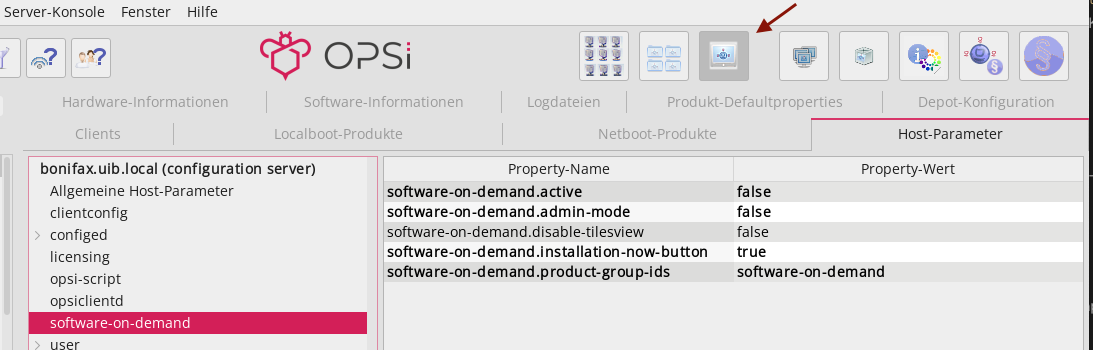 Server-Konsole Fenster Hilfe
? ? OPSi § §
Hardware-Informationen Software-Informationen Logdateien Produkt-Defaultproperties Depot-Konfiguration
Clients Localboot-Produkte Netboot-Produkte Host-Parameter
bonifax.uib.local (configuration server)
Allgemeine Host-Parameter
clientconfig
configed
licensing
opsi-script
opsiclientd
software-on-demand
user
Property-Name Property-Wert
software-on-demand.active false
software-on-demand.admin-mode false
software-on-demand.disable-tilesview false
software-on-demand.installation-now-button true
software-on-demand.product-group-ids software-on-demand